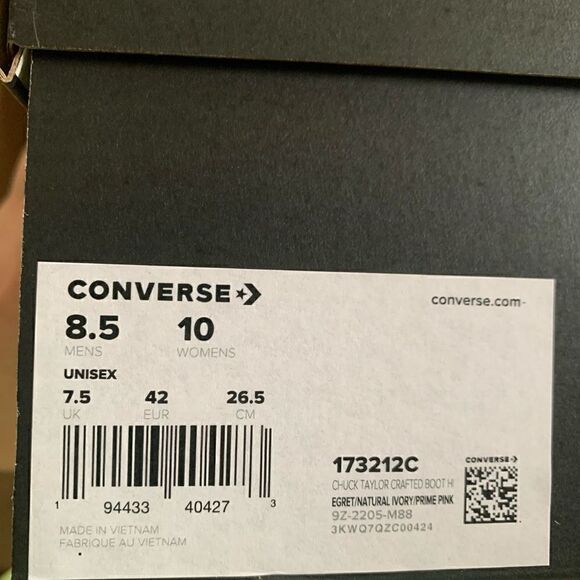 CONVERSE
converse.com
8.5 10
MENS WOMENS
UNISEX
7.5 42 26.5
UK EUR CM
1 94433 40427 3
MADE IN VIETNAM
FABRIQUE AU VIETNAM
173212C
CHUCK TAYLOR CRAFTED BOOT HI
EGRET/NATURAL IVORY/PRIME PINK
9Z-2205-M88
3KWQ7QZC00424
CONVERSE